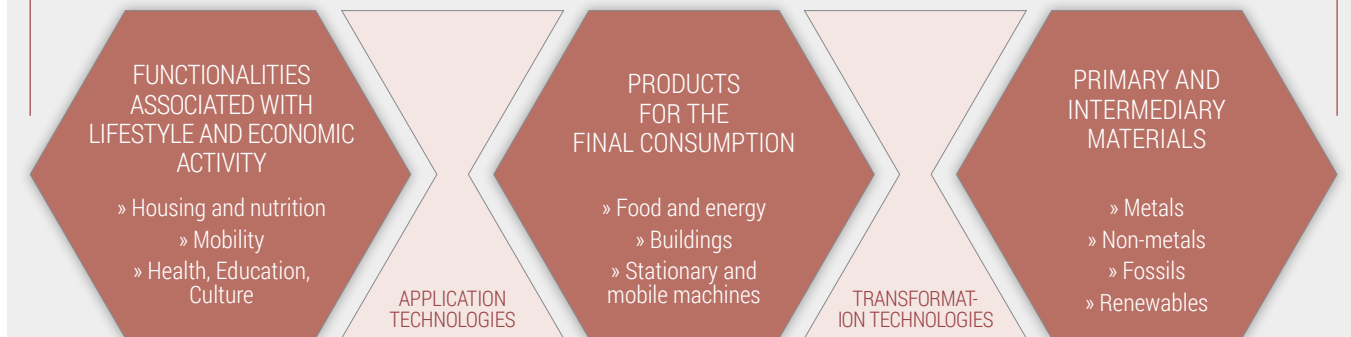 FUNCTIONALITIES
ASSOCIATED WITH
LIFESTYLE AND ECONOMIC
ACTIVITY
» Housing and nutrition
» Mobility
» Health, Education,
Culture
APPLICATION
TECHNOLOGIES
PRODUCTS
FOR THE
FINAL CONSUMPTION
» Food and energy
» Buildings
» Stationary and
mobile machines
TRANSFORMAT-
ION TECHNOLOGIES
PRIMARY AND
INTERMEDIARY
MATERIALS
» Metals
» Non-metals
» Fossils
» Renewables